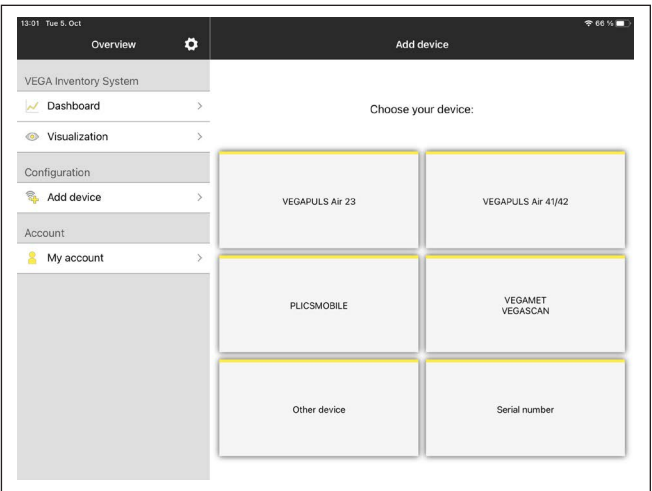 13:01 Tue 5. Oct
66 %
Overview
Add device
VEGA Inventory System
Dashboard
Visualization
Configuration
Add device
Account
My account
Choose your device:
VEGAPULS Air 23
VEGAPULS Air 41/42
PLICSMOBILE
VEGAMET
VEGASCAN
Other device
Serial number